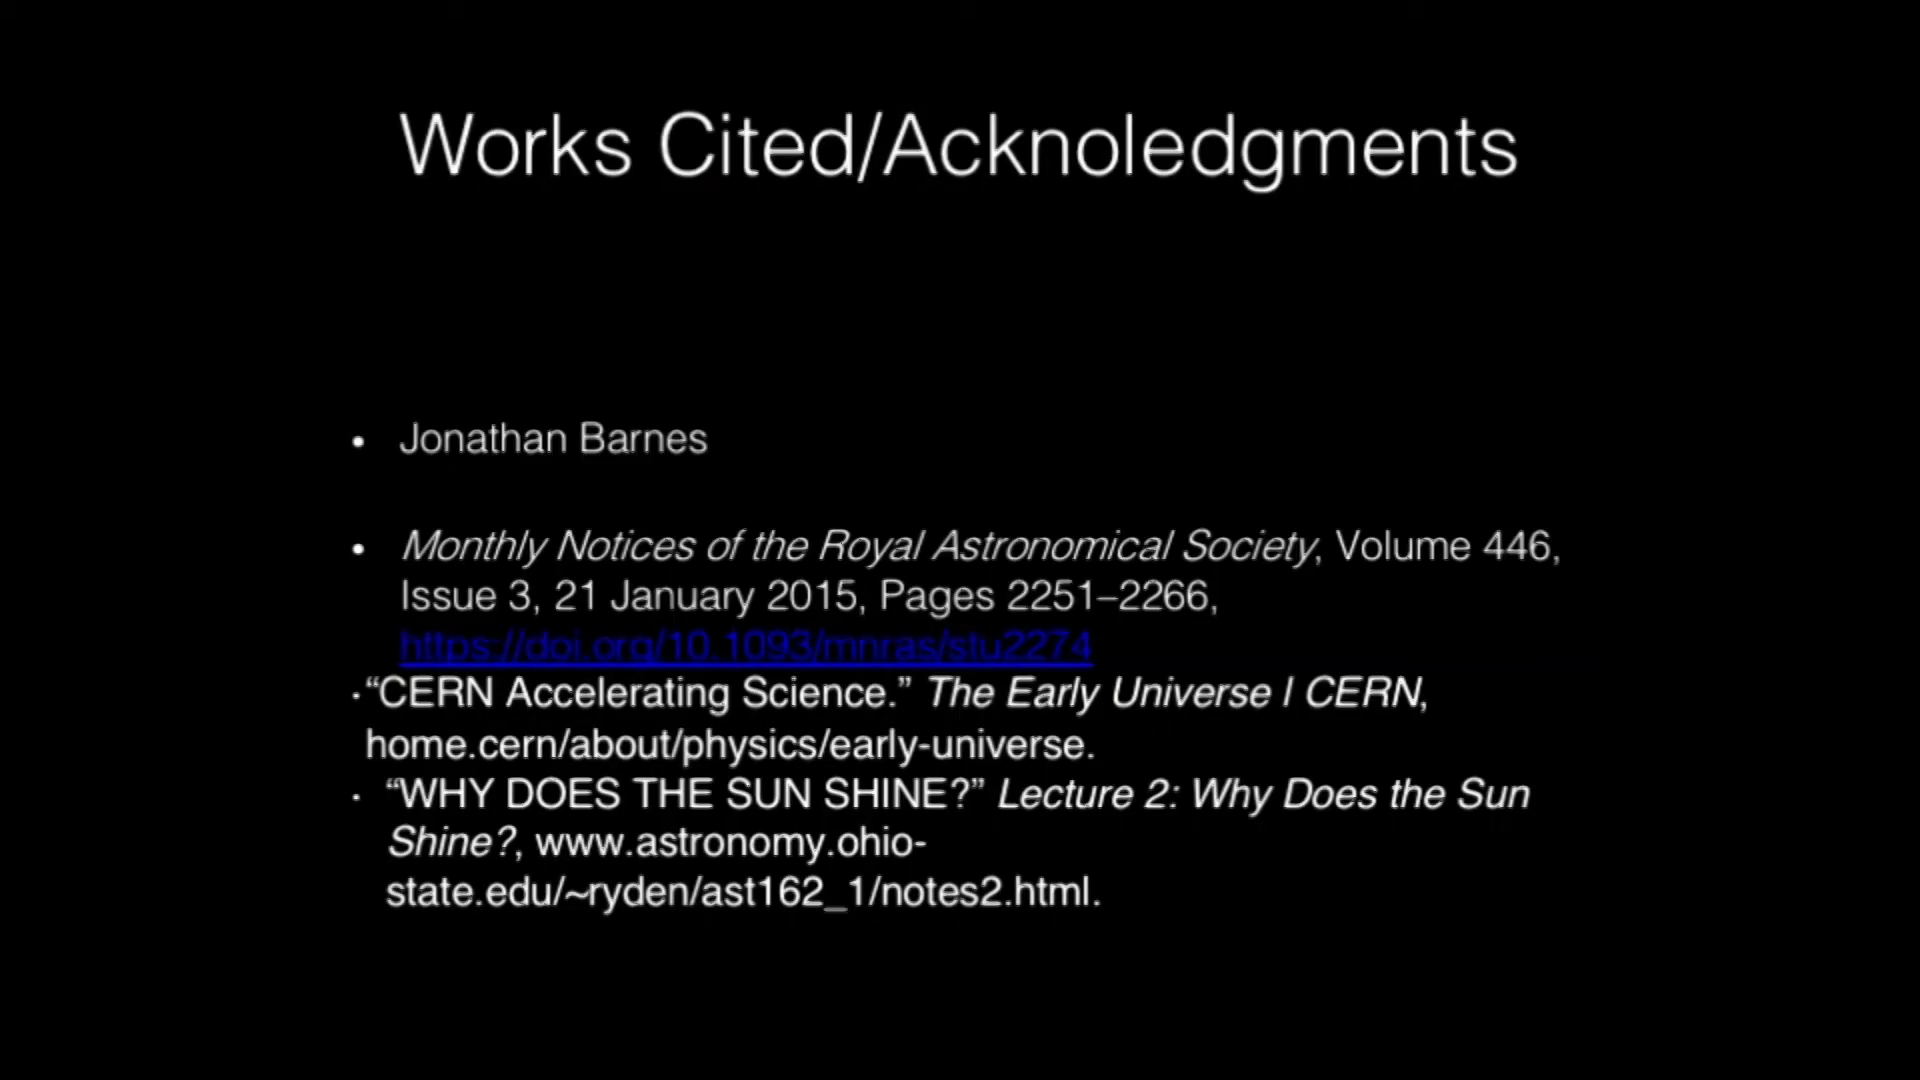 Works Cited/Acknoledgments
• Jonathan Barnes
• Monthly Notices of the Royal Astronomical Society, Volume 446,
Issue 3, 21 January 2015, Pages 2251–2266,
https://doi.org/10.1093/mnras/stu2274
· “CERN Accelerating Science.” The Early Universe | CERN,
home.cern/about/physics/early-universe.
· “WHY DOES THE SUN SHINE?” Lecture 2: Why Does the Sun
Shine?, www.astronomy.ohio-
state.edu/~ryden/ast162_1/notes2.html.